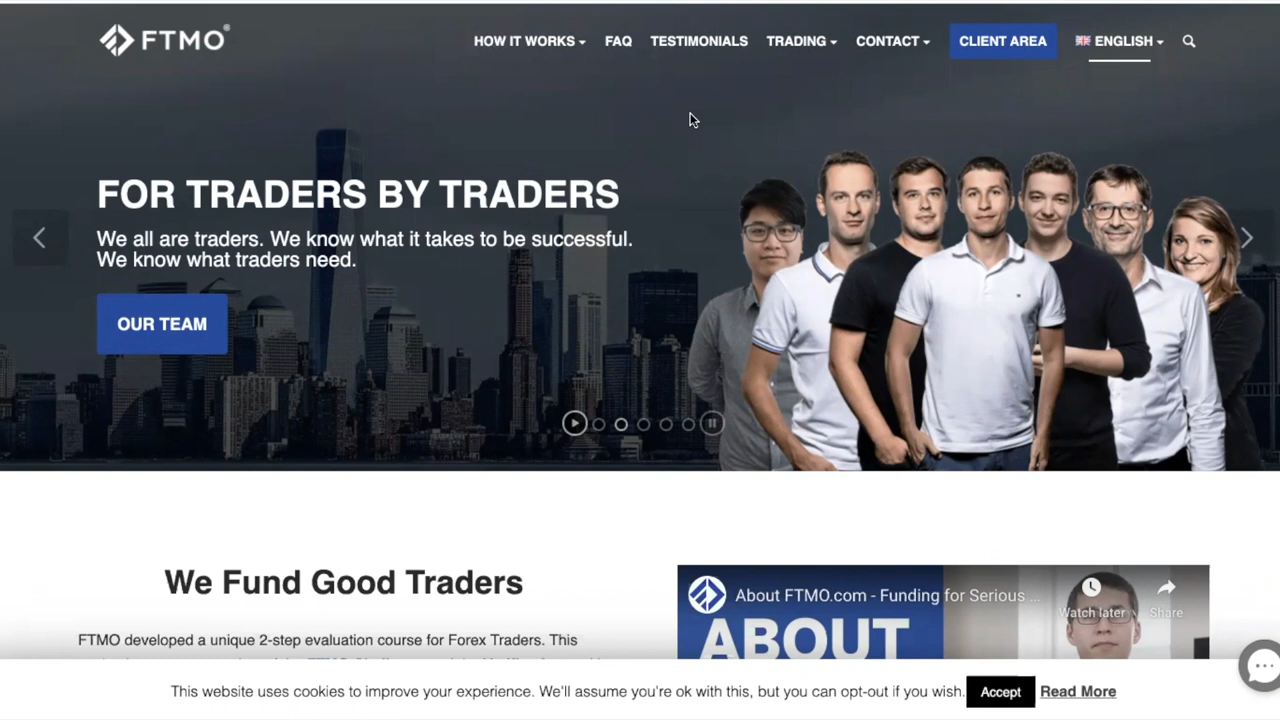 FTMO®
HOW IT WORKS
FAQ
TESTIMONIALS
TRADING
CONTACT
CLIENT AREA
ENGLISH
FOR TRADERS BY TRADERS
We all are traders. We know what it takes to be successful.
We know what traders need.
OUR TEAM
We Fund Good Traders
FTMO developed a unique 2-step evaluation course for Forex Traders. This
About FTMO.com - Funding for Serious ...
Watch later
Share
ABOUT
This website uses cookies to improve your experience. We'll assume you're ok with this, but you can opt-out if you wish.
Accept
Read More